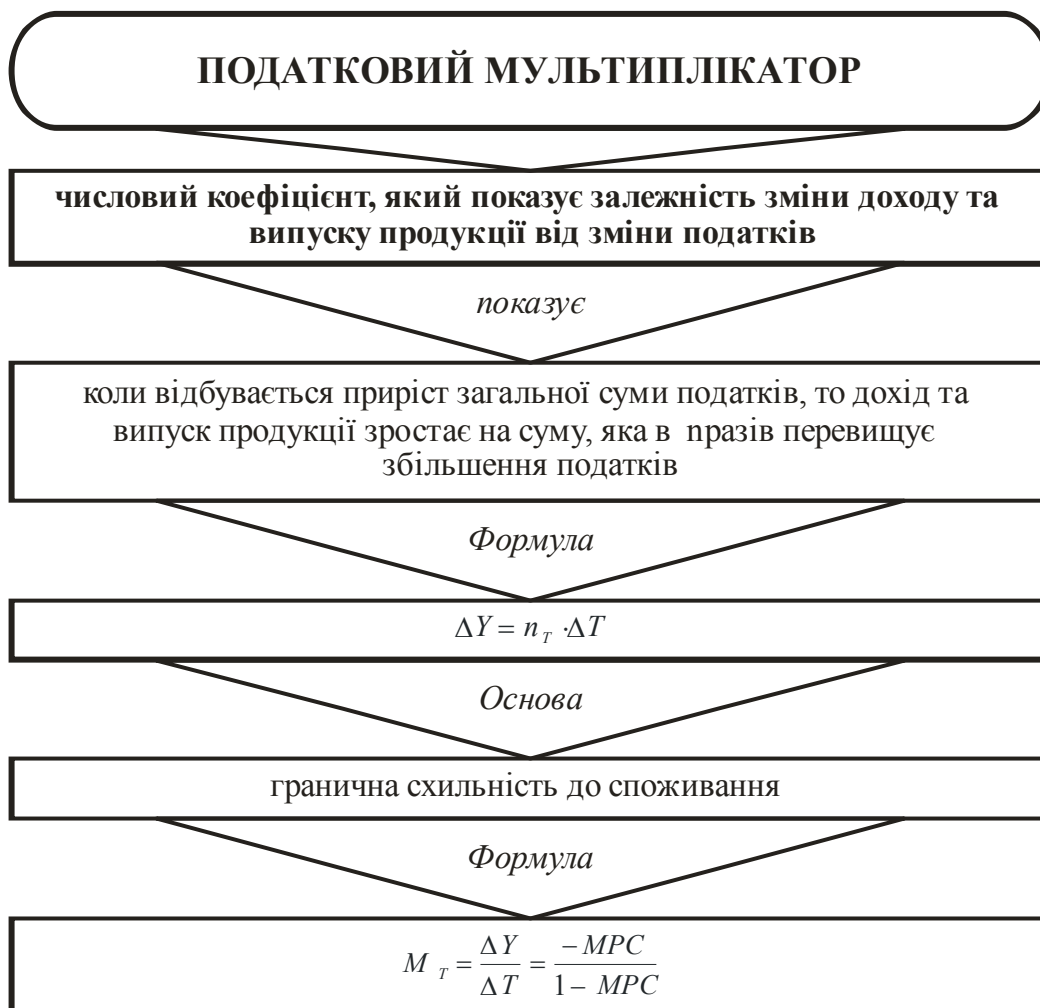 ПОДАТКОВИЙ МУЛЬТИПЛІКАТОР
числовий коефіцієнт, який показує залежність зміни доходу та
випуску продукції від зміни податків
показує
коли відбувається приріст загальної суми податків, то дохід та
випуск продукції зростає на суму, яка в nразів перевищує
збільшення податків
Формула
ΔY = n_T · ΔT
Основа
гранична схильність до споживання
Формула
M_T = ΔY/ΔT = −MPC/(1 − MPC)